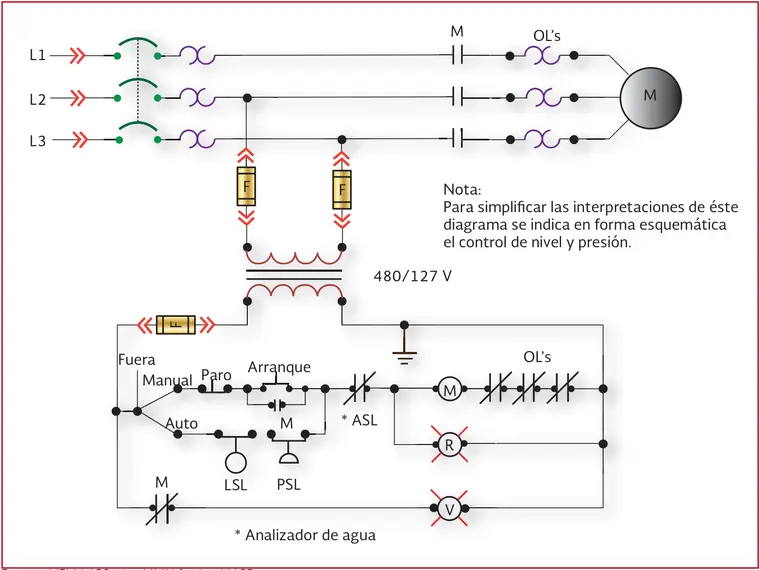 M
OL's
L1
L2
M
L3
F
F
Nota:
Para simplificar las interpretaciones de éste
diagrama se indica en forma esquemática
el control de nivel y presión.
480/127 V
F
Fuera
OL's
Manual
Paro
Arranque
M
* ASL
Auto
M
R
LSL
PSL
M
V
* Analizador de agua